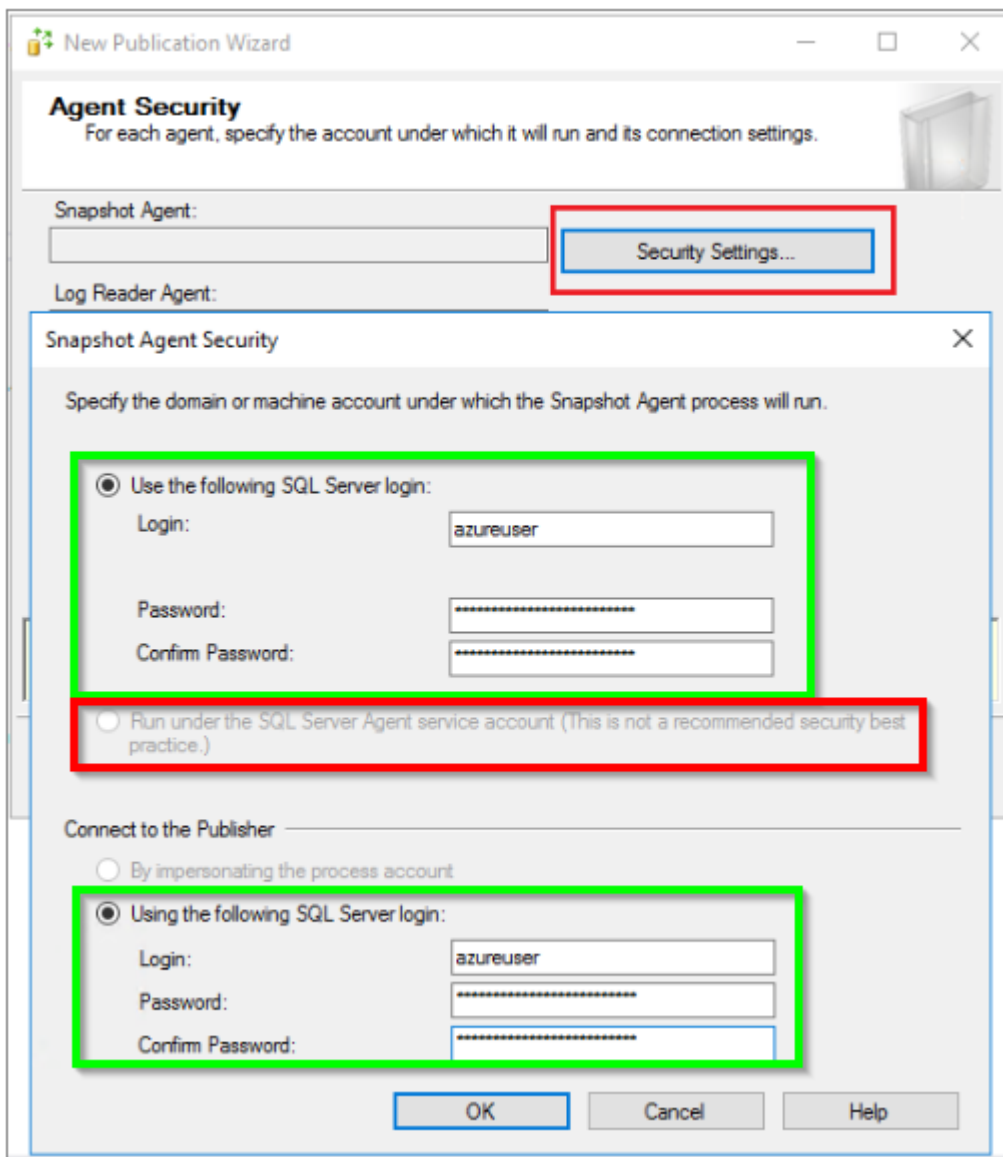 New Publication Wizard
Agent Security
For each agent, specify the account under which it will run and its connection settings.
Snapshot Agent:
Security Settings...
Log Reader Agent:
Snapshot Agent Security
Specify the domain or machine account under which the Snapshot Agent process will run.
Use the following SQL Server login:
Login:
azureuser
Password:
*************************
Confirm Password:
*************************
Run under the SQL Server Agent service account (This is not a recommended security best
practice.)
Connect to the Publisher
By impersonating the process account
Using the following SQL Server login:
Login:
azureuser
Password:
*************************
Confirm Password:
*************************
OK
Cancel
Help